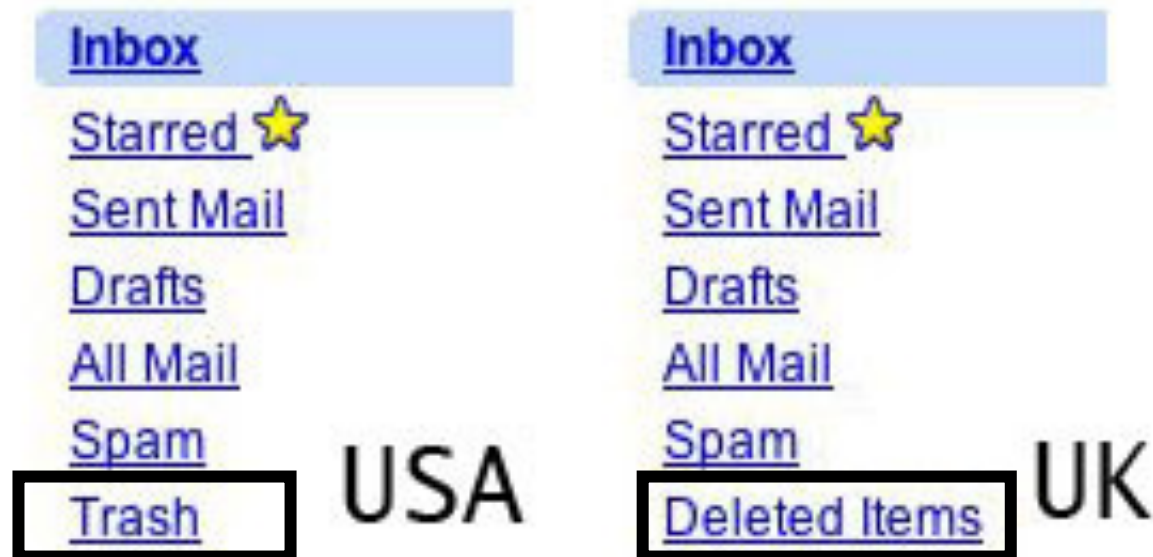 Inbox
Starred
Sent Mail
Drafts
All Mail
Spam
Trash
USA
Inbox
Starred
Sent Mail
Drafts
All Mail
Spam
Deleted Items
UK